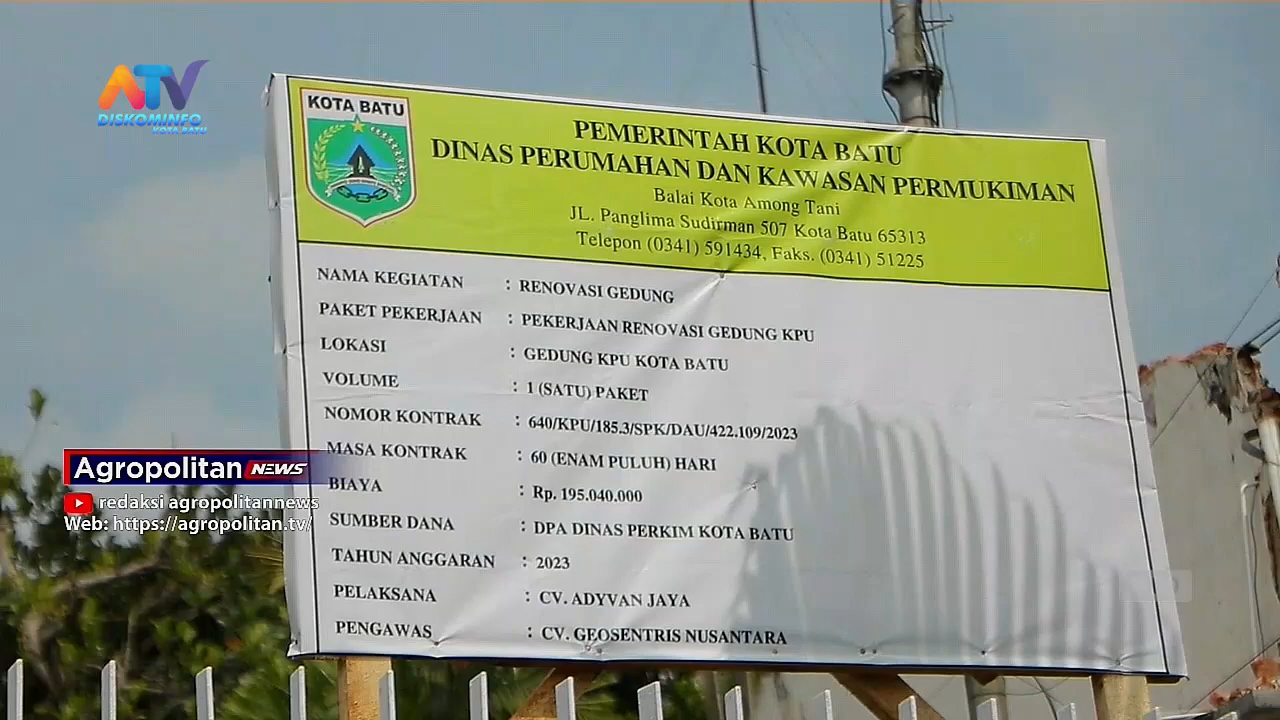 ATV
DISKOMINFO
KOTA BATU
KOTA BATU
PEMERINTAH KOTA BATU
DINAS PERUMAHAN DAN KAWASAN PERMUKIMAN
Balai Kota Among Tani
JL. Panglima Sudirman 507 Kota Batu 65313
Telepon (0341) 591434, Faks. (0341) 51225
NAMA KEGIATAN : RENOVASI GEDUNG
PAKET PEKERJAAN : PEKERJAAN RENOVASI GEDUNG KPU
LOKASI : GEDUNG KPU KOTA BATU
VOLUME : 1 (SATU) PAKET
NOMOR KONTRAK : 640/KPU/185.3/SPK/DAU/422.109/2023
MASA KONTRAK : 60 (ENAM PULUH) HARI
BIAYA : Rp. 195.040.000
SUMBER DANA : DPA DINAS PERKIM KOTA BATU
TAHUN ANGGARAN : 2023
PELAKSANA : CV. ADYVAN JAYA
PENGAWAS : CV. GEOSENTRIS NUSANTARA
Agropolitan NEWS
redaksi agropolitannews
Web: https://agropolitan.tv/